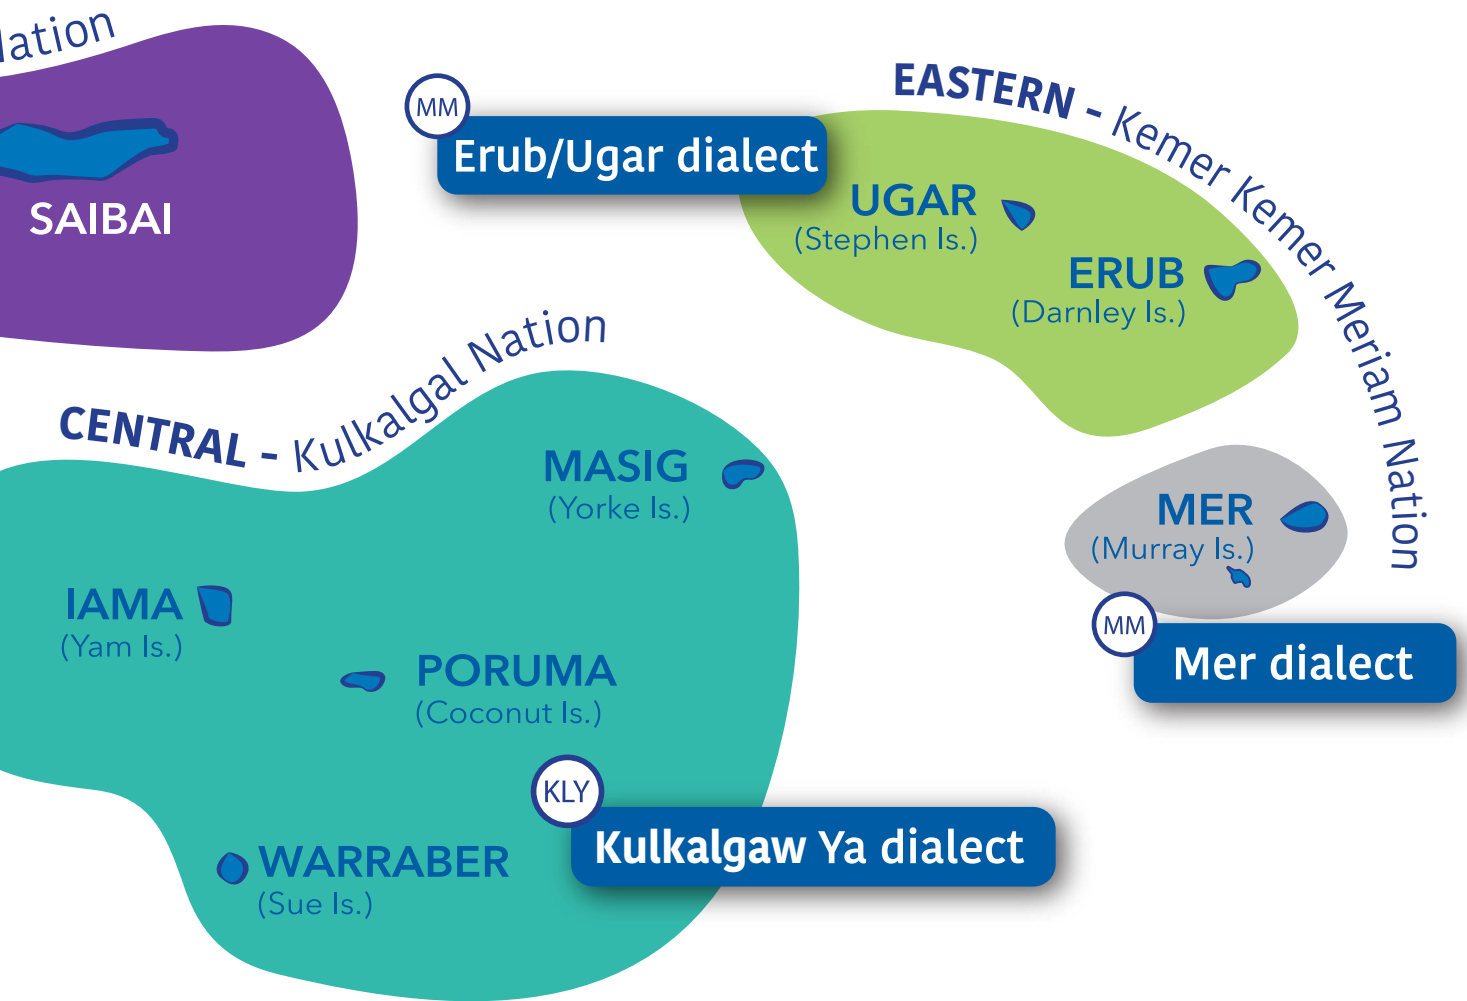 SAIBAI
MM
Erub/Ugar dialect
EASTERN - Kemer Kemer Meriam Nation
UGAR
(Stephen Is.)
ERUB
(Darnley Is.)
CENTRAL - Kulkalgal Nation
MASIG
(Yorke Is.)
MER
(Murray Is.)
MM
Mer dialect
IAMA
(Yam Is.)
PORUMA
(Coconut Is.)
KLY
Kulkalgaw Ya dialect
WARRABER
(Sue Is.)